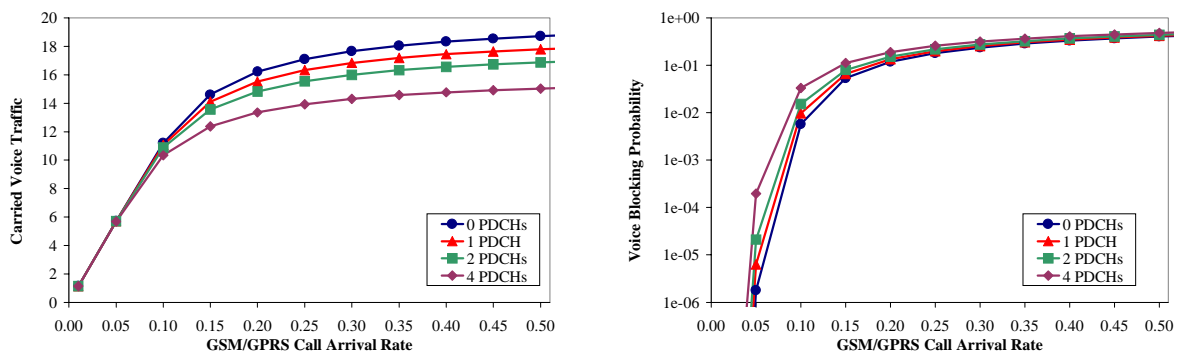 20
18
16
14
12
10
8
6
4
2
0
Carried Voice Traffic
0.00 0.05 0.10 0.15 0.20 0.25 0.30 0.35 0.40 0.45 0.50
GSM/GPRS Call Arrival Rate
0 PDCHs
1 PDCH
2 PDCHs
4 PDCHs
1e+00
1e-01
1e-02
1e-03
1e-04
1e-05
1e-06
Voice Blocking Probability
0.00 0.05 0.10 0.15 0.20 0.25 0.30 0.35 0.40 0.45 0.50
GSM/GPRS Call Arrival Rate
0 PDCHs
1 PDCH
2 PDCHs
4 PDCHs